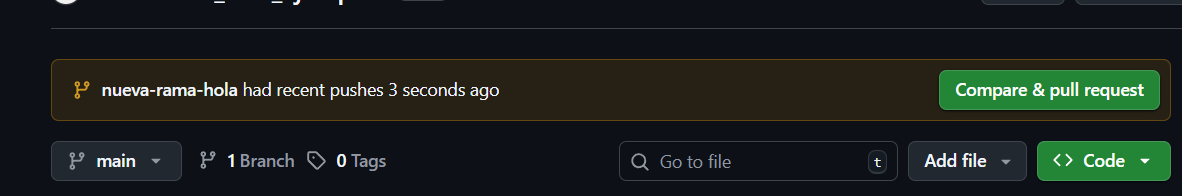 nueva-rama-hola had recent pushes 3 seconds ago
Compare & pull request
main
1 Branch
0 Tags
Go to file
t
Add file
Code